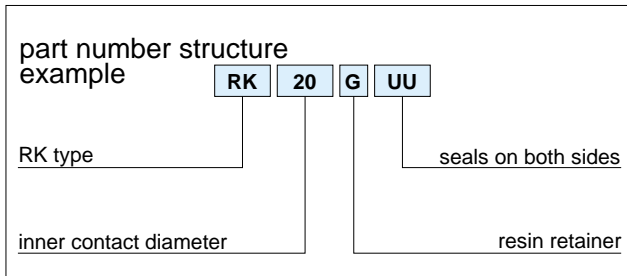 part number structure
example
RK 20 G UU
RK type
seals on both sides
inner contact diameter
resin retainer